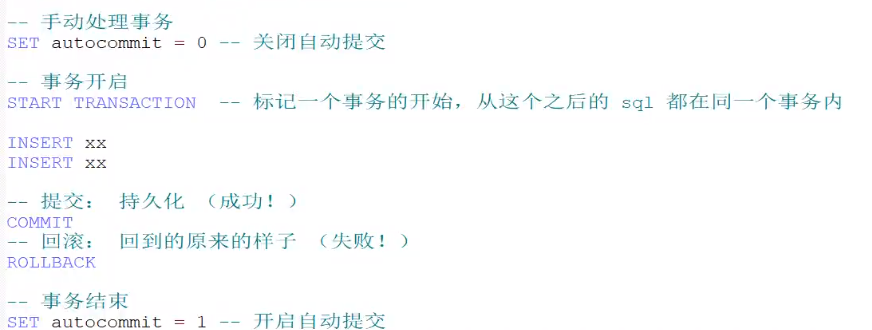 -- 手动处理事务
SET autocommit = 0 -- 关闭自动提交
-- 事务开启
START TRANSACTION -- 标记一个事务的开始，从这个之后的 sql 都在同一个事务内
INSERT xx
INSERT xx
-- 提交： 持久化 （成功！）
COMMIT
-- 回滚： 回到的原来的样子 （失败！）
ROLLBACK
-- 事务结束
SET autocommit = 1 -- 开启自动提交